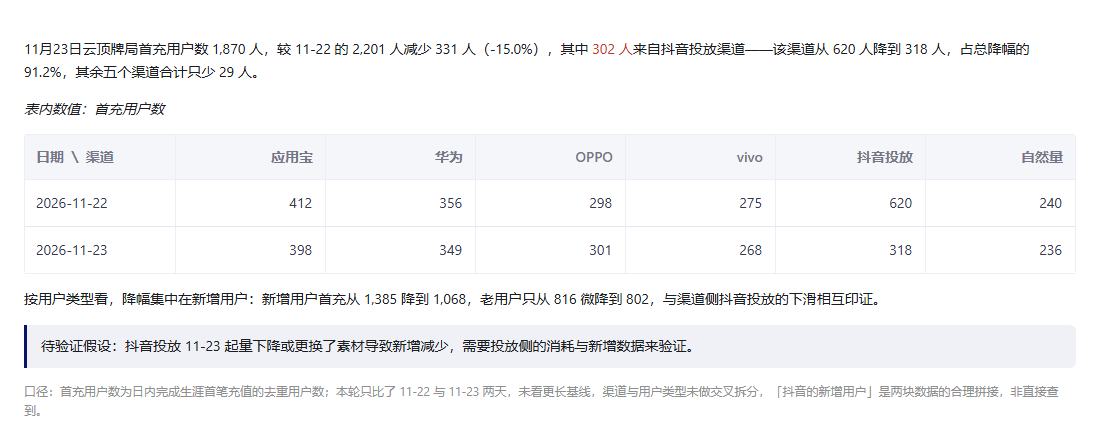 11月23日云顶牌局首充用户数 1,870 人，较 11-22 的 2,201 人减少 331 人（-15.0%），其中 302 人来自抖音投放渠道——该渠道从 620 人降到 318 人，占总降幅的
91.2%，其余五个渠道合计只少 29 人。
表内数值：首充用户数
日期 \ 渠道 应用宝 华为 OPPO vivo 抖音投放 自然量
2026-11-22 412 356 298 275 620 240
2026-11-23 398 349 301 268 318 236
按用户类型看，降幅集中在新增用户：新增用户首充从 1,385 降到 1,068，老用户只从 816 微降到 802，与渠道侧抖音投放的下滑相互印证。
待验证假设：抖音投放 11-23 起量下降或更换了素材导致新增减少，需要投放侧的消耗与新增数据来验证。
口径：首充用户数为日内完成生涯首笔充值的去重用户数；本轮只比了 11-22 与 11-23 两天，未看更长基线，渠道与用户类型未做交叉拆分，「抖音的新增用户」是两块数据的合理拼接，非直接查
到。